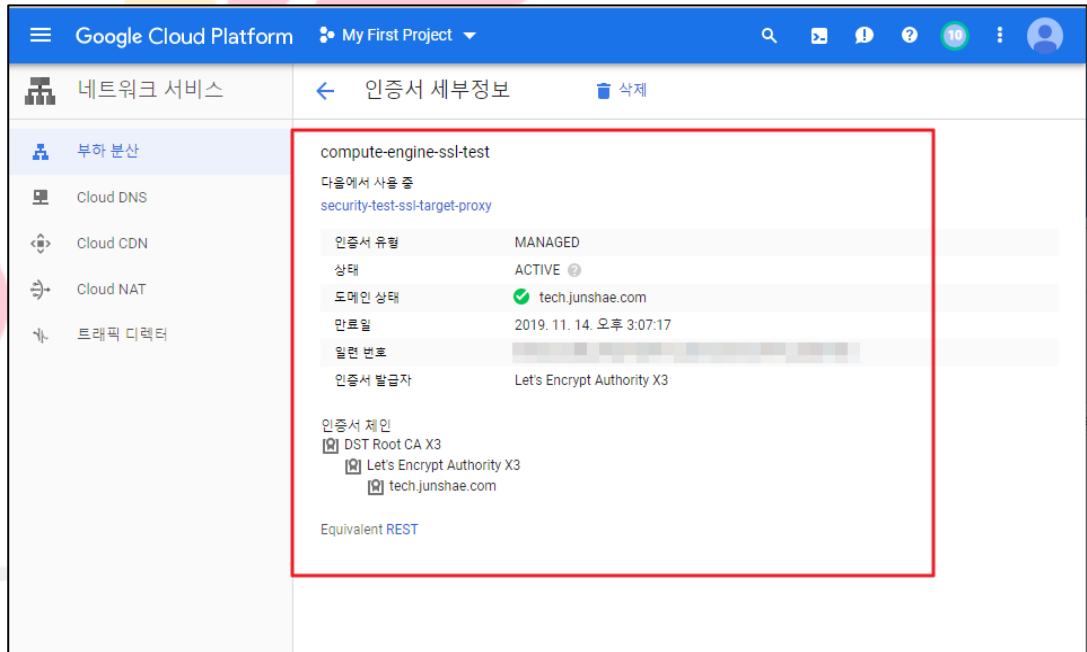 Google Cloud Platform My First Project 10
네트워크 서비스
인증서 세부정보 삭제
부하 분산
Cloud DNS
Cloud CDN
Cloud NAT
트래픽 디렉터
compute-engine-ssl-test
다음에서 사용 중
security-test-ssl-target-proxy
인증서 유형 MANAGED
상태 ACTIVE
도메인 상태 tech.junshae.com
만료일 2019. 11. 14. 오후 3:07:17
일련 번호
인증서 발급자 Let's Encrypt Authority X3
인증서 체인
DST Root CA X3
Let's Encrypt Authority X3
tech.junshae.com
Equivalent REST